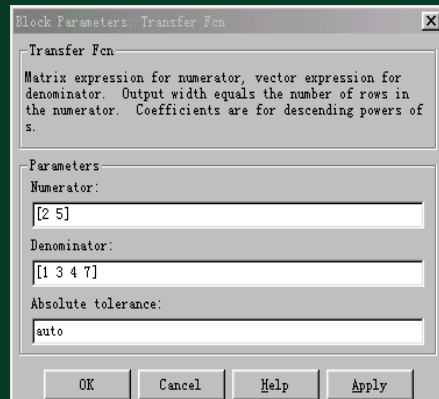 Block Parameters: Transfer Fcn
Transfer Fcn
Matrix expression for numerator, vector expression for
denominator.  Output width equals the number of rows in
the numerator.  Coefficients are for descending powers of
s.
Parameters
Numerator:
[2 5]
Denominator:
[1 3 4 7]
Absolute tolerance:
auto
OK Cancel Help Apply